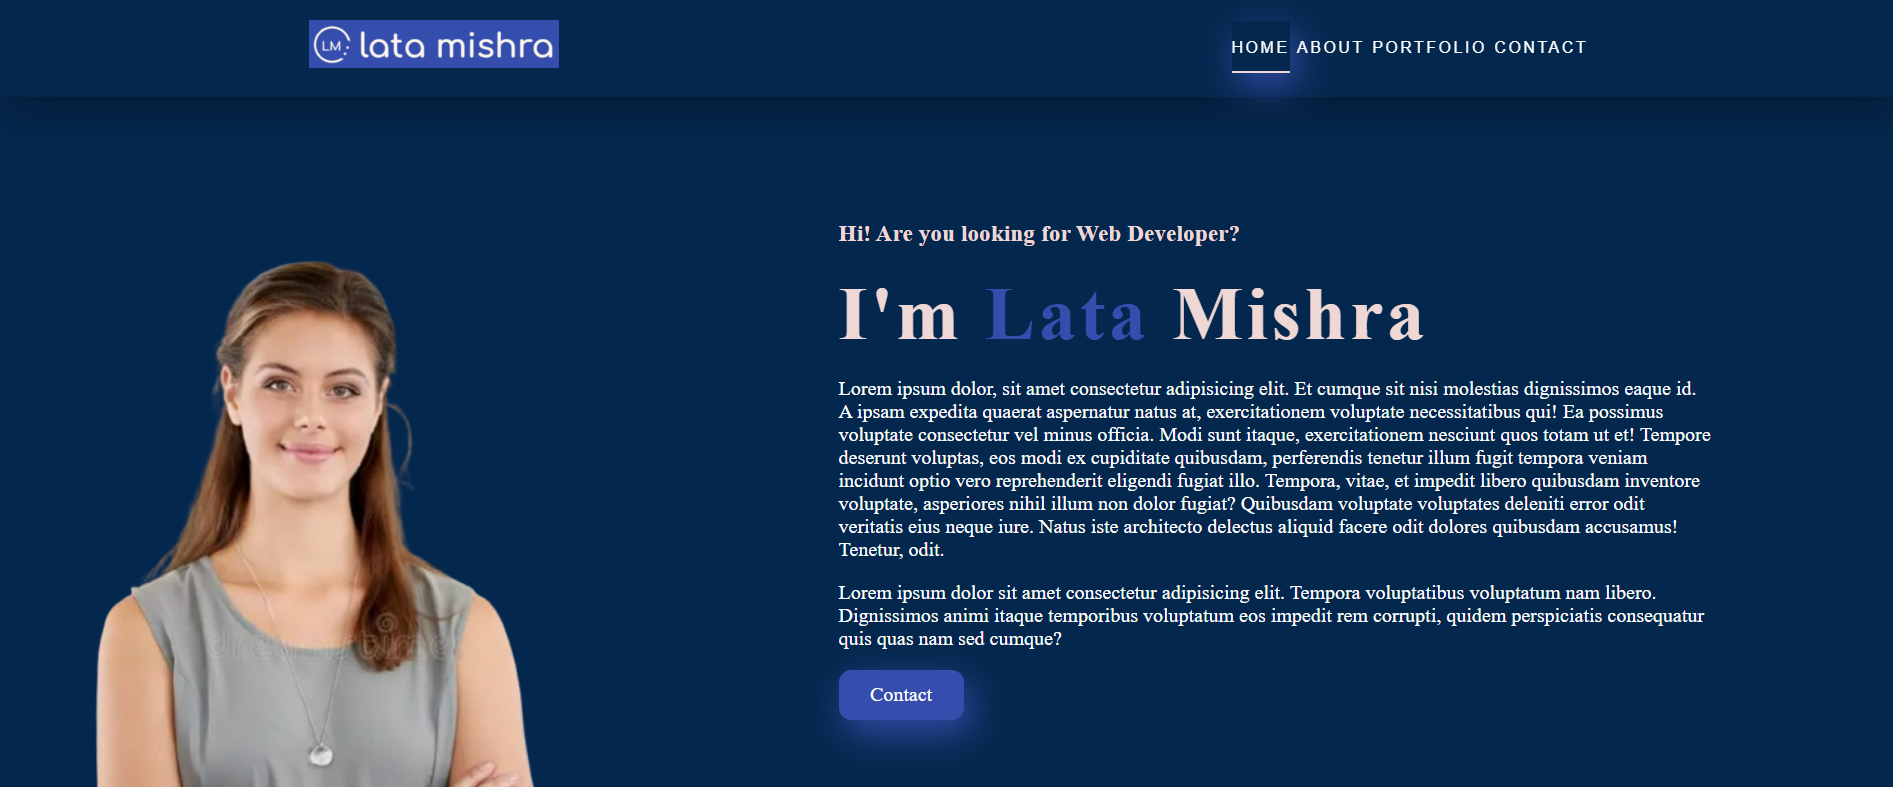 LM lata mishra
HOME ABOUT PORTFOLIO CONTACT
Hi! Are you looking for Web Developer?
I'm Lata Mishra
Lorem ipsum dolor, sit amet consectetur adipisicing elit. Et cumque sit nisi molestias dignissimos eaque id.
A ipsam expedita quaerat aspernatur natus at, exercitationem voluptate necessitatibus qui! Ea possimus
voluptate consectetur vel minus officia. Modi sunt itaque, exercitationem nesciunt quos totam ut et! Tempore
deserunt voluptas, eos modi ex cupiditate quibusdam, perferendis tenetur illum fugit tempora veniam
incidunt optio vero reprehenderit eligendi fugiat illo. Tempora, vitae, et impedit libero quibusdam inventore
voluptate, asperiores nihil illum non dolor fugiat? Quibusdam voluptate voluptates deleniti error odit
veritatis eius neque iure. Natus iste architecto delectus aliquid facere odit dolores quibusdam accusamus!
Tenetur, odit.
Lorem ipsum dolor sit amet consectetur adipisicing elit. Tempora voluptatibus voluptatum nam libero.
Dignissimos animi itaque temporibus voluptatum eos impedit rem corrupti, quidem perspiciatis consequatur
quis quas nam sed cumque?
Contact
dreamstime